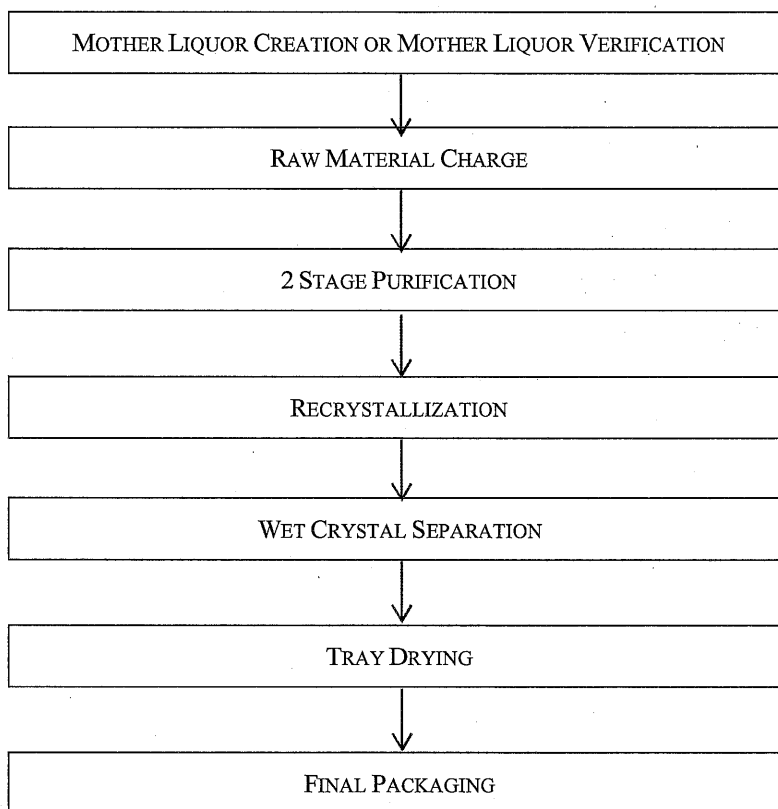 MOTHER LIQUOR CREATION OR MOTHER LIQUOR VERIFICATION
RAW MATERIAL CHARGE
2 STAGE PURIFICATION
RECRYSTALLIZATION
WET CRYSTAL SEPARATION
TRAY DRYING
FINAL PACKAGING